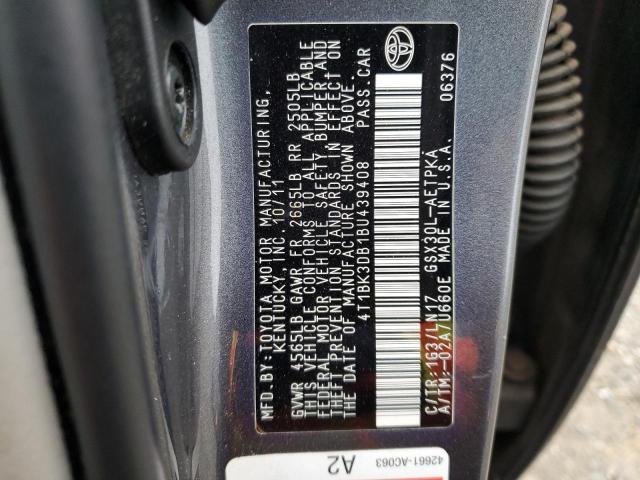 MFD.BY:TOYOTA MOTOR MANUFACTURING,
KENTUCKY, INC 10/11
GVWR 4565LB GAWR FR 2665LB RR 2505LB
THIS VEHICLE CONFORMS TO ALL APPLICABLE
FEDERAL MOTOR VEHICLE SAFETY, BUMPER, AND
THEFT PREVENTION STANDARDS IN EFFECT ON
THE DATE OF MANUFACTURE SHOWN ABOVE.
4T1BK3DB1BU439408 PASS.CAR
C/TR:1G3/LN17 GSX30L-AETPKA
A/TM:-02A/U660E MADE IN U.S.A. 06376
42661-AC063
A2